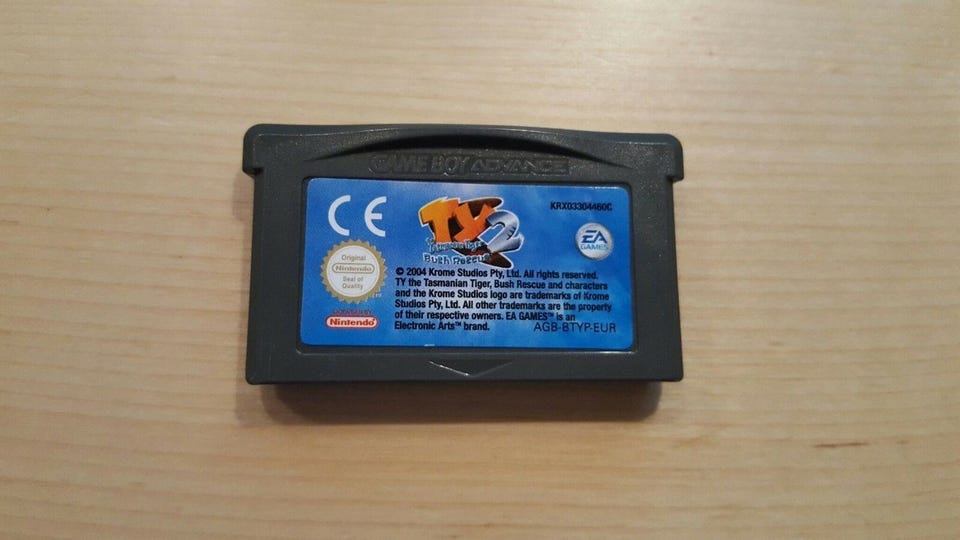 GAME BOY ADVANCE
CE
KRX03304460C
TY 2
the Tasmanian Tiger
Bush Rescue
EA
GAMES
Original
Nintendo
Seal of
Quality
© 2004 Krome Studios Pty, Ltd. All rights reserved.
TY the Tasmanian Tiger, Bush Rescue and characters
and the Krome Studios logo are trademarks of Krome
Studios Pty, Ltd. All other trademarks are the property
of their respective owners. EA GAMES™ is an
Electronic Arts™ brand.
AGB-BTYP-EUR
Nintendo